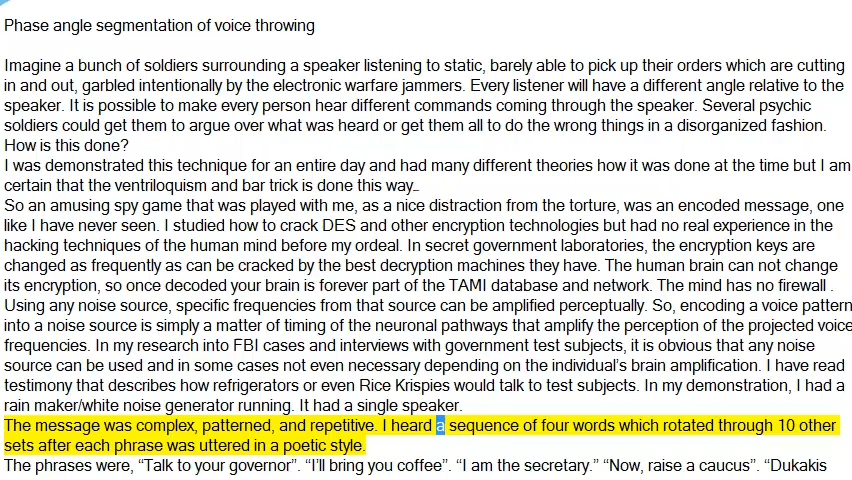 Phase angle segmentation of voice throwing
Imagine a bunch of soldiers surrounding a speaker listening to static, barely able to pick up their orders which are cutting
in and out, garbled intentionally by the electronic warfare jammers. Every listener will have a different angle relative to the
speaker. It is possible to make every person hear different commands coming through the speaker. Several psychic
soldiers could get them to argue over what was heard or get them all to do the wrong things in a disorganized fashion.
How is this done?
I was demonstrated this technique for an entire day and had many different theories how it was done at the time but I am
certain that the ventriloquism and bar trick is done this way..
So an amusing spy game that was played with me, as a nice distraction from the torture, was an encoded message, one
like I have never seen. I studied how to crack DES and other encryption technologies but had no real experience in the
hacking techniques of the human mind before my ordeal. In secret government laboratories, the encryption keys are
changed as frequently as can be cracked by the best decryption machines they have. The human brain can not change
its encryption, so once decoded your brain is forever part of the TAMI database and network. The mind has no firewall .
Using any noise source, specific frequencies from that source can be amplified perceptually. So, encoding a voice pattern
into a noise source is simply a matter of timing of the neuronal pathways that amplify the perception of the projected voice
frequencies. In my research into FBI cases and interviews with government test subjects, it is obvious that any noise
source can be used and in some cases not even necessary depending on the individual's brain amplification. I have read
testimony that describes how refrigerators or even Rice Krispies would talk to test subjects. In my demonstration, I had a
rain maker/white noise generator running. It had a single speaker.
The message was complex, patterned, and repetitive. I heard a sequence of four words which rotated through 10 other
sets after each phrase was uttered in a poetic style.
The phrases were, "Talk to your governor". "I'll bring you coffee". "I am the secretary." "Now, raise a caucus". "Dukakis